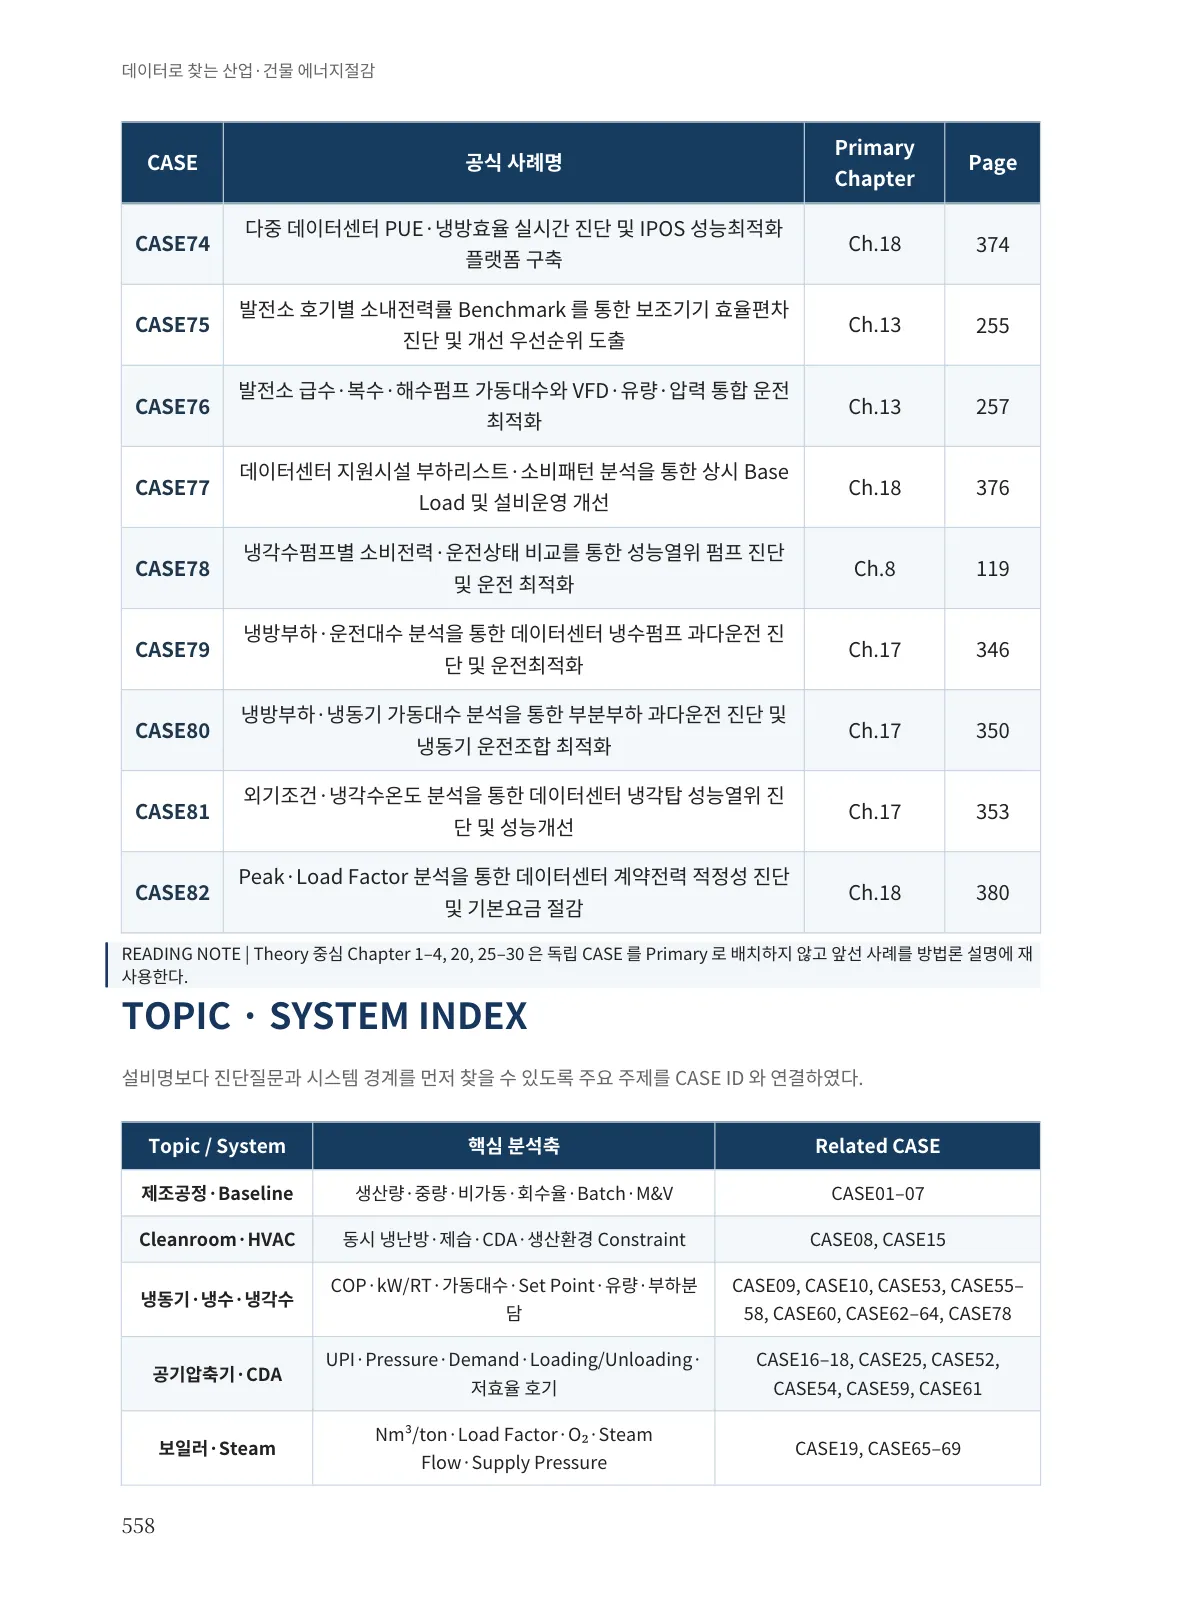 데이터로 찾는 산업·건물 에너지절감
CASE
공식 사례명
Primary
Chapter
Page
CASE74
다중 데이터센터 PUE·냉방효율 실시간 진단 및 IPOS 성능최적화
플랫폼 구축
Ch.18
374
CASE75
발전소 호기별 소내전력률 Benchmark 를 통한 보조기기 효율편차
진단 및 개선 우선순위 도출
Ch.13
255
CASE76
발전소 급수·복수·해수펌프 가동대수와 VFD·유량·압력 통합 운전
최적화
Ch.13
257
CASE77
데이터센터 지원시설 부하리스트·소비패턴 분석을 통한 상시 Base
Load 및 설비운영 개선
Ch.18
376
CASE78
냉각수펌프별 소비전력·운전상태 비교를 통한 성능열위 펌프 진단
및 운전 최적화
Ch.8
119
CASE79
냉방부하·운전대수 분석을 통한 데이터센터 냉수펌프 과다운전 진
단 및 운전최적화
Ch.17
346
CASE80
냉방부하·냉동기 가동대수 분석을 통한 부분부하 과다운전 진단 및
냉동기 운전조합 최적화
Ch.17
350
CASE81
외기조건·냉각수온도 분석을 통한 데이터센터 냉각탑 성능열위 진
단 및 성능개선
Ch.17
353
CASE82
Peak·Load Factor 분석을 통한 데이터센터 계약전력 적정성 진단
및 기본요금 절감
Ch.18
380
READING NOTE | Theory 중심 Chapter 1–4, 20, 25–30 은 독립 CASE 를 Primary 로 배치하지 않고 앞선 사례를 방법론 설명에 재
사용한다.
TOPIC · SYSTEM INDEX
설비명보다 진단질문과 시스템 경계를 먼저 찾을 수 있도록 주요 주제를 CASE ID 와 연결하였다.
Topic / System
핵심 분석축
Related CASE
제조공정·Baseline
생산량·중량·비가동·회수율·Batch·M&V
CASE01–07
Cleanroom·HVAC
동시 냉난방·제습·CDA·생산환경 Constraint
CASE08, CASE15
냉동기·냉수·냉각수
COP·kW/RT·가동대수·Set Point·유량·부하분
담
CASE09, CASE10, CASE53, CASE55–
58, CASE60, CASE62–64, CASE78
공기압축기·CDA
UPI·Pressure·Demand·Loading/Unloading·
저효율 호기
CASE16–18, CASE25, CASE52,
CASE54, CASE59, CASE61
보일러·Steam
Nm³/ton·Load Factor·O₂·Steam
Flow·Supply Pressure
CASE19, CASE65–69
558